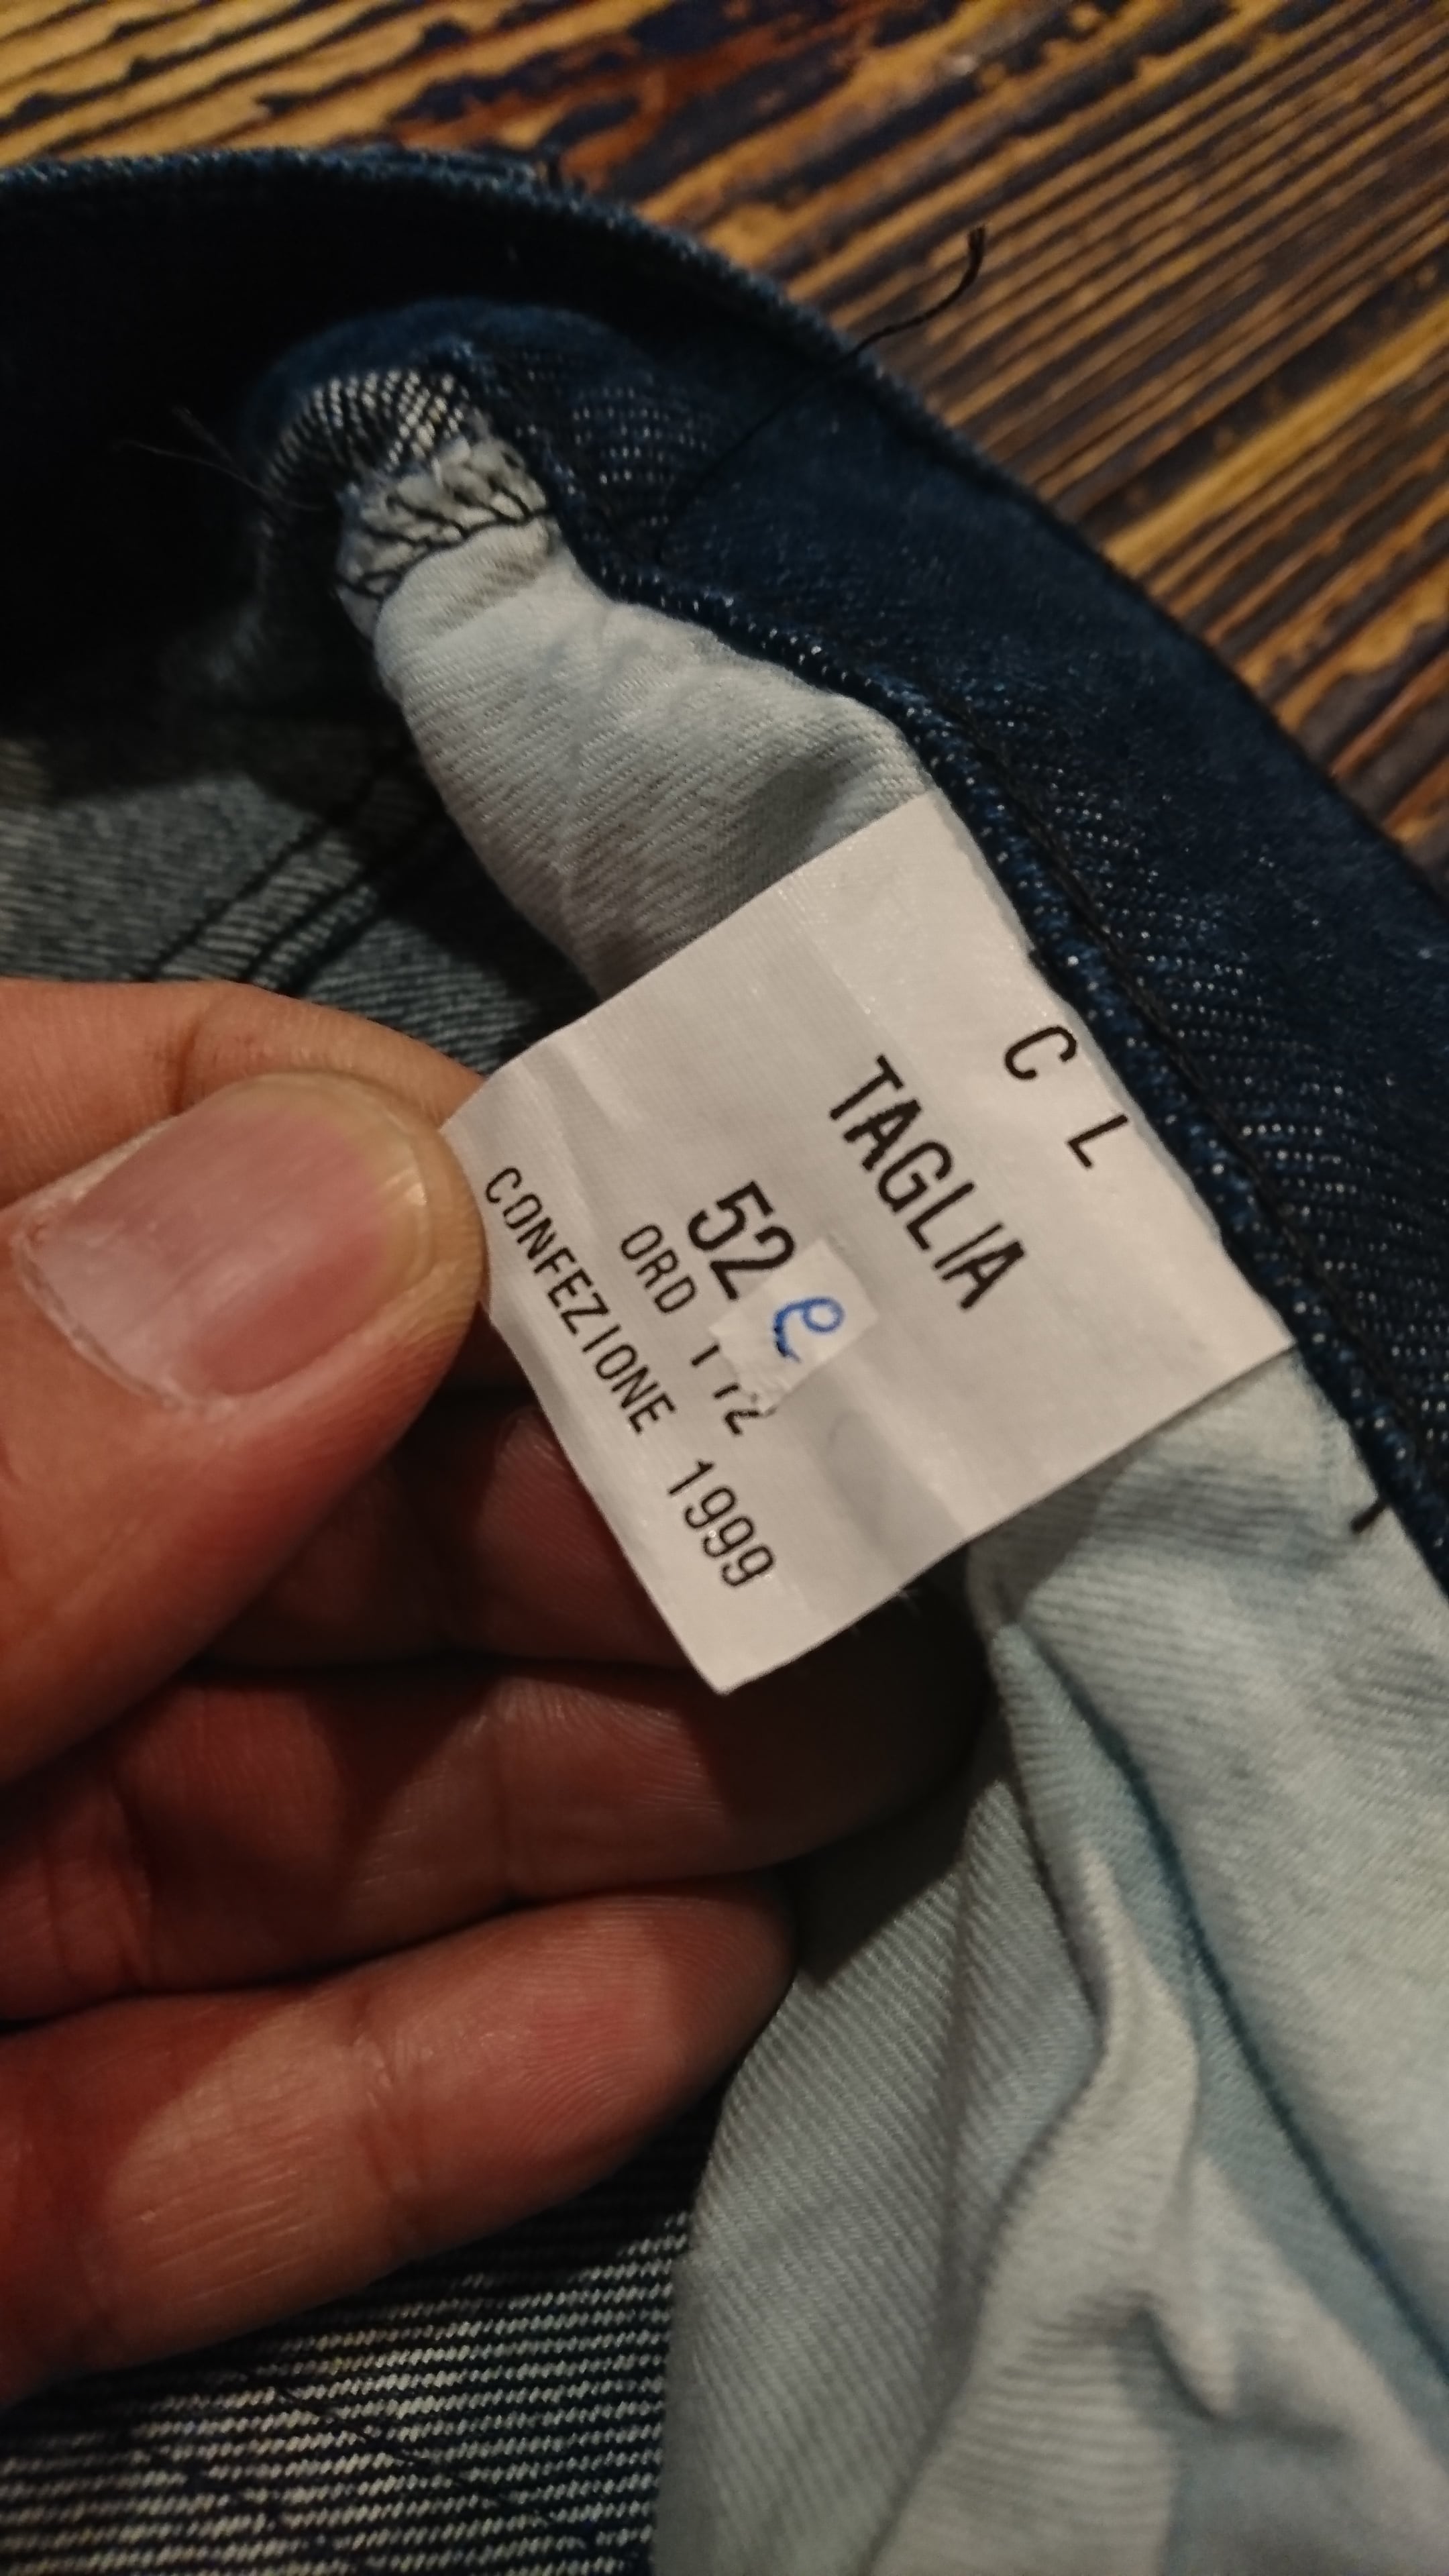 C L
TAGLIA
52 e
ORD
CONFEZIONE 1999